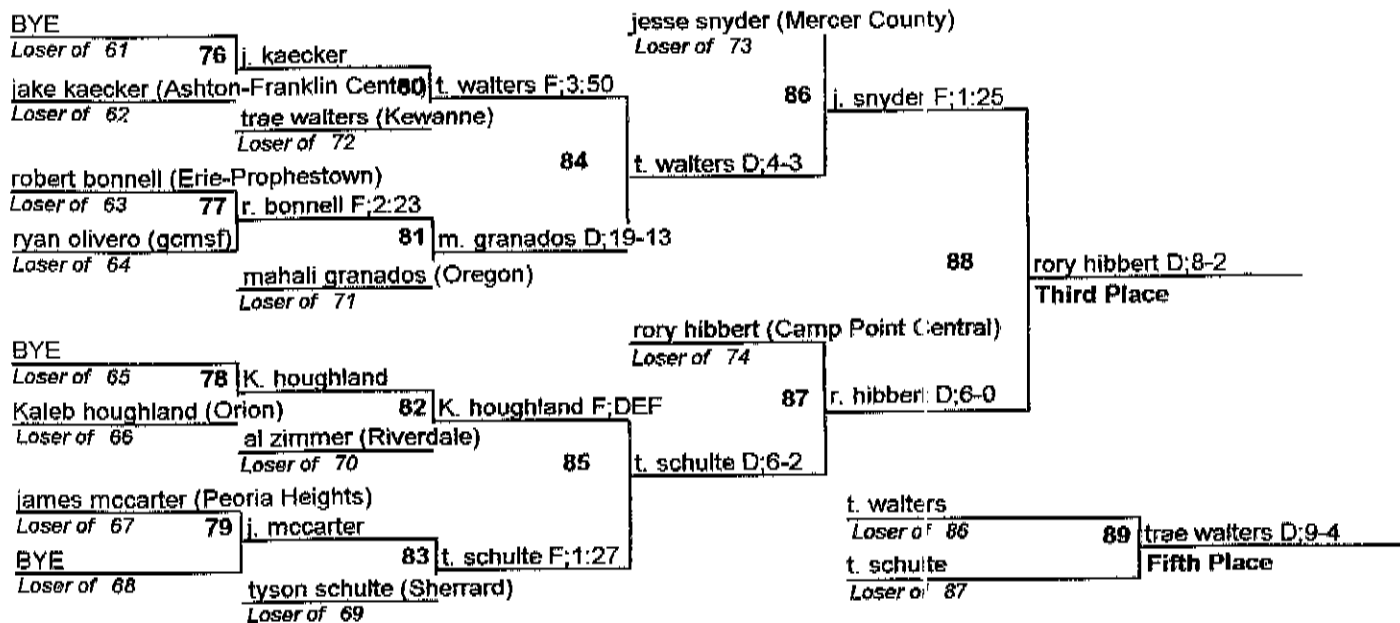 BYE
Loser of 61
76
j. kaecker
jake kaecker (Ashton-Franklin Central)
Loser of 62
80
t. walters F;3:50
trae walters (Kewanne)
Loser of 72
robert bonnell (Erie-Prophestown)
Loser of 63
77
r. bonnell F;2:23
ryan olivero (gcmsf)
Loser of 64
81
m. granados D;19-13
mahali granados (Oregon)
Loser of 71
84
t. walters D;4-3
jesse snyder (Mercer County)
Loser of 73
86
j. snyder F;1:25
88
rory hibbert D;8-2
Third Place
BYE
Loser of 65
78
K. houghland
Kaleb houghland (Orion)
Loser of 66
82
K. houghland F;DEF
al zimmer (Riverdale)
Loser of 70
james mccarter (Peoria Heights)
Loser of 67
79
j. mccarter
BYE
Loser of 68
83
t. schulte F;1:27
tyson schulte (Sherrard)
Loser of 69
85
t. schulte D;6-2
rory hibbert (Camp Point Central)
Loser of 74
87
r. hibbert D;6-0
t. walters
Loser of 86
t. schulte
Loser of 87
89
trae walters D;9-4
Fifth Place